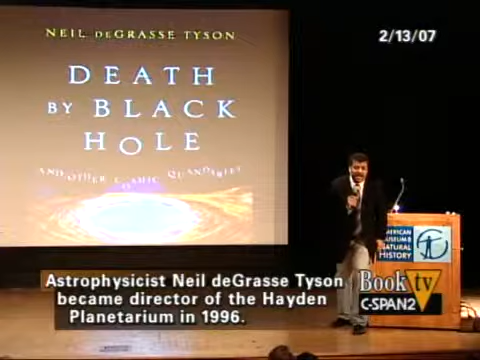 NEIL DEGRASSE TYSON
2/13/07
DEATH
BY BLACK
HOLE
AND OTHER COSMIC QUANDARIES
AMERICAN
MUSEUM &
NATURAL
HISTORY
Astrophysicist Neil deGrasse Tyson
became director of the Hayden
Planetarium in 1996.
Book tv
C-SPAN2